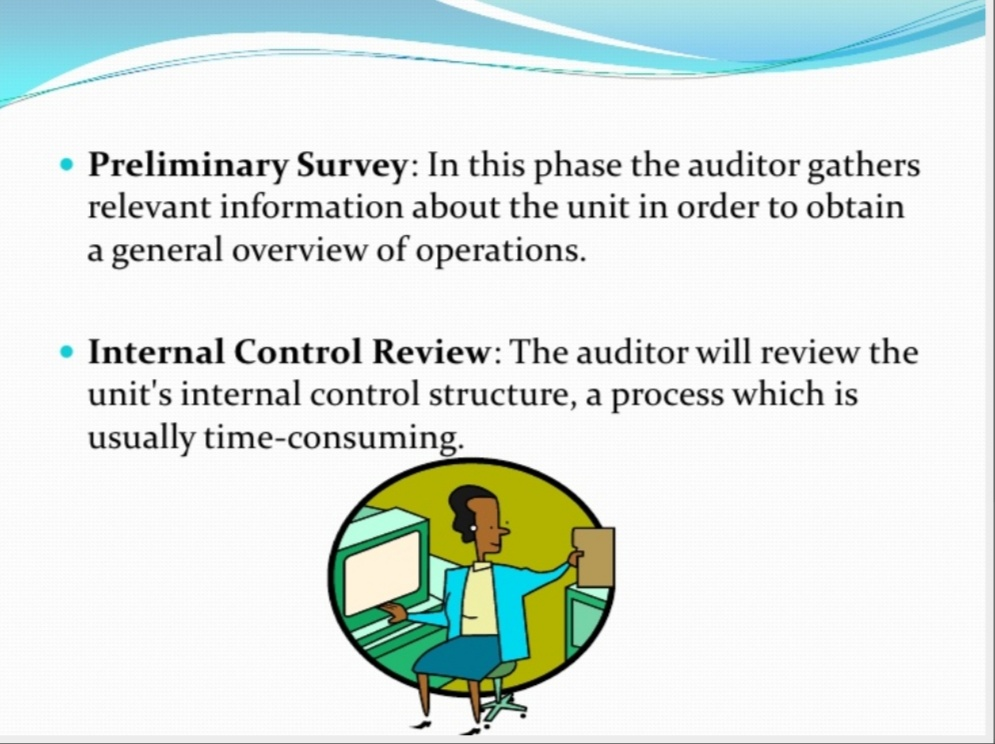 • Preliminary Survey: In this phase the auditor gathers
relevant information about the unit in order to obtain
a general overview of operations.
• Internal Control Review: The auditor will review the
unit's internal control structure, a process which is
usually time-consuming.